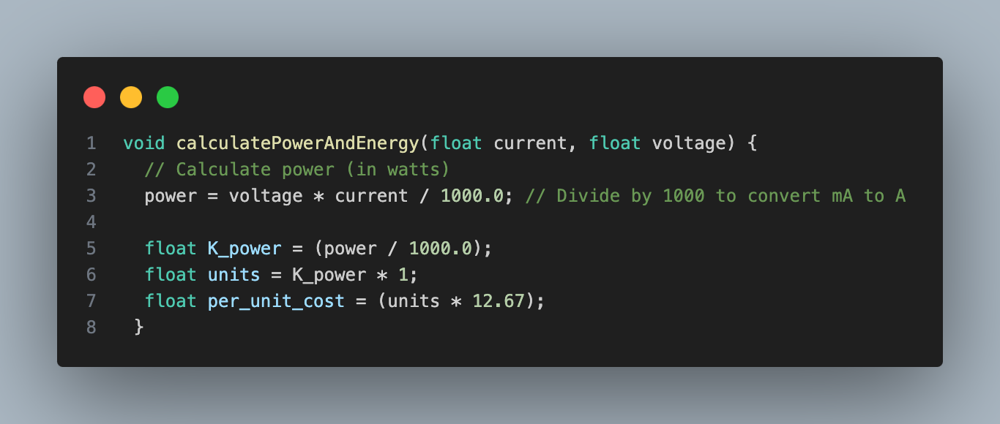 1 void calculatePowerAndEnergy(float current, float voltage) {
2 // Calculate power (in watts)
3 power = voltage * current / 1000.0; // Divide by 1000 to convert mA to A
4
5 float K_power = (power / 1000.0);
6 float units = K_power * 1;
7 float per_unit_cost = (units * 12.67);
8 }